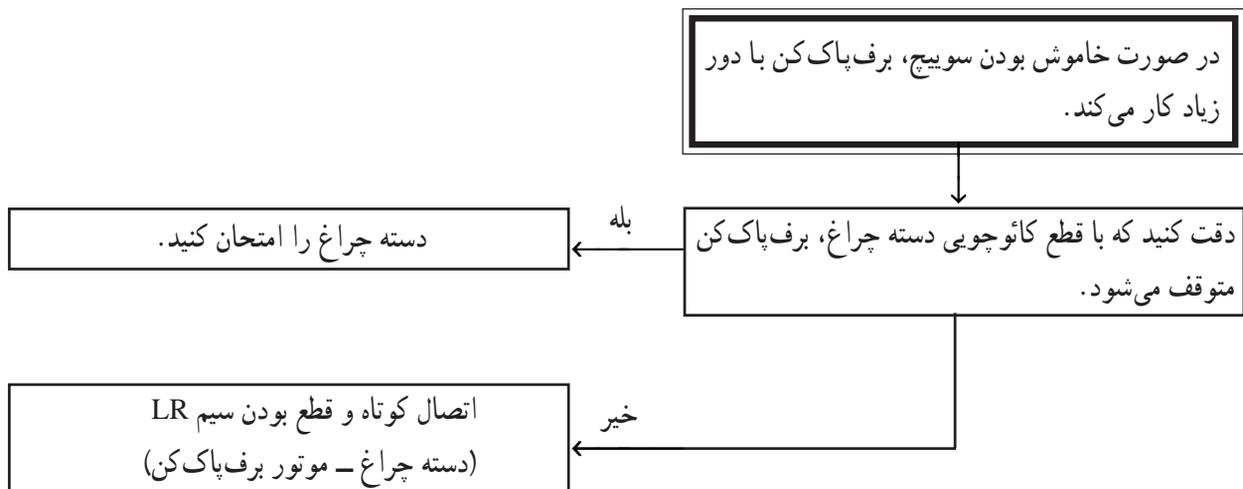 در صورت خاموش بودن سوییچ، برف‌پاک‌کن با دور
زیاد کار می‌کند.
دقت کنید که با قطع کائوچویی دسته چراغ، برف‌پاک‌کن
متوقف می‌شود.
بله
دسته چراغ را امتحان کنید.
خیر
اتصال کوتاه و قطع بودن سیم LR
(دسته چراغ ــ موتور برف‌پاک‌کن)